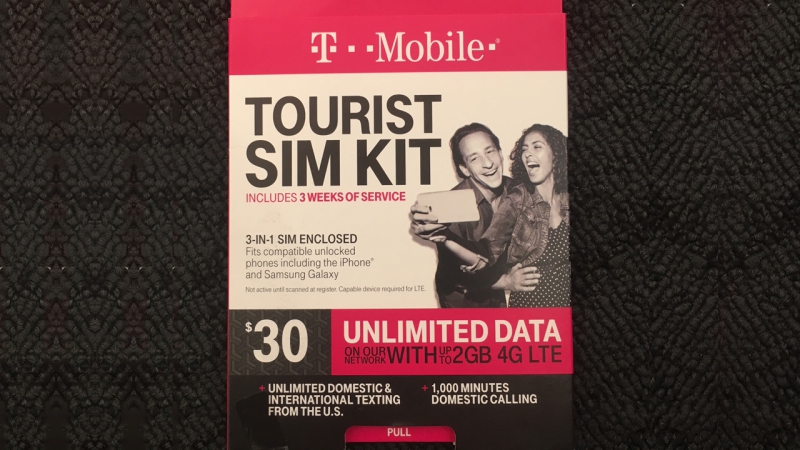 T··Mobile·®
TOURIST
SIM KIT
INCLUDES 3 WEEKS OF SERVICE
3-IN-1 SIM ENCLOSED
Fits compatible unlocked
phones including the iPhone®
and Samsung Galaxy
Not active until scanned at register. Capable device required for LTE.
$30
UNLIMITED DATA
ON OUR NETWORK WITH UP TO 2GB 4G LTE
+ UNLIMITED DOMESTIC &
INTERNATIONAL TEXTING
FROM THE U.S.
+ 1,000 MINUTES
DOMESTIC CALLING
PULL